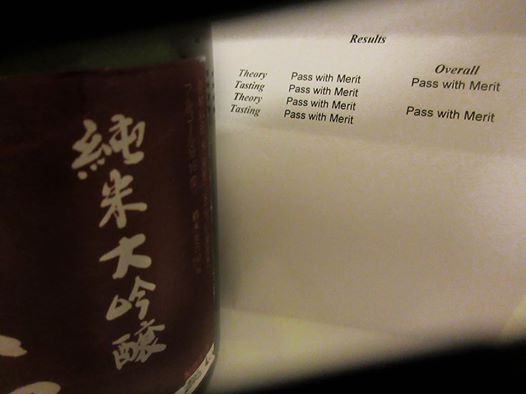 純米大吟醸
Results
Overall
Theory Pass with Merit Pass with Merit
Tasting Pass with Merit
Theory Pass with Merit Pass with Merit
Tasting Pass with Merit